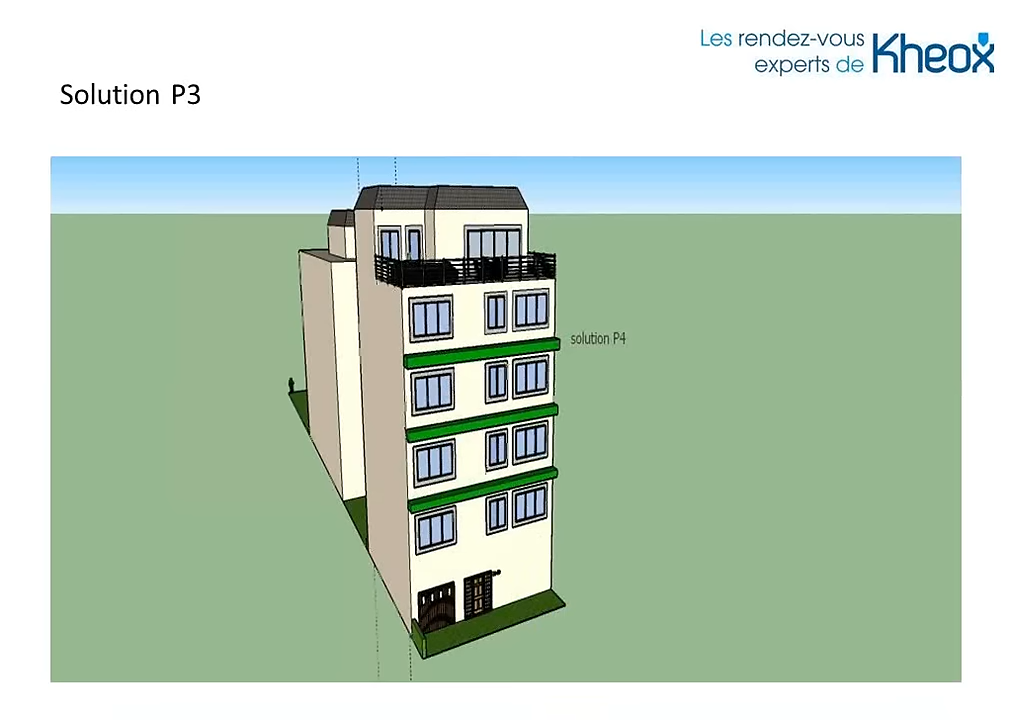 Les rendez-vous
experts de Kheox
Solution P3
solution P4